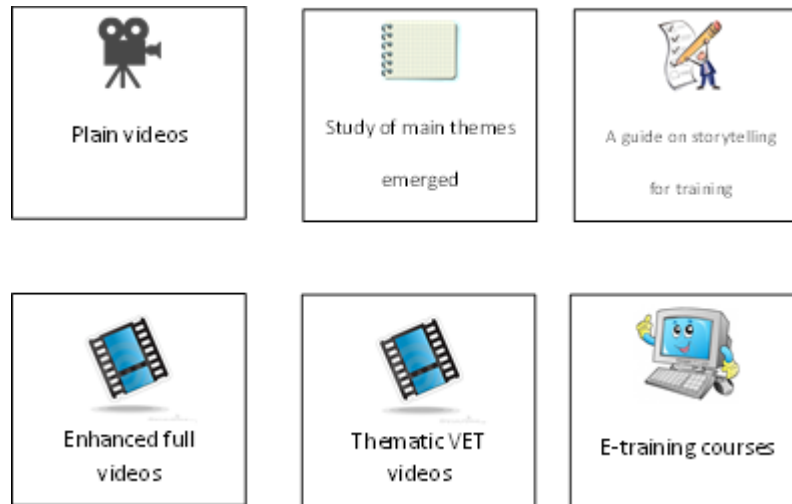 Plain videos
Study of main themes
emerged
A guide on storytelling
for training
Enhanced full
videos
Thematic VET
videos
E-training courses